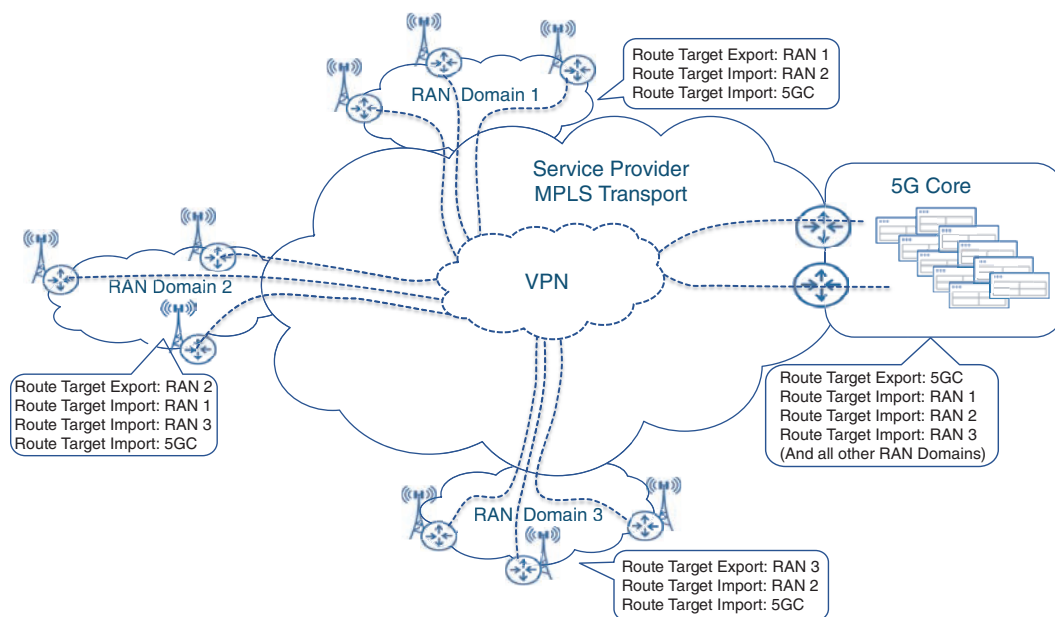 RAN Domain 1
Route Target Export: RAN 1
Route Target Import: RAN 2
Route Target Import: 5GC
Service Provider
MPLS Transport
5G Core
VPN
RAN Domain 2
Route Target Export: RAN 2
Route Target Import: RAN 1
Route Target Import: RAN 3
Route Target Import: 5GC
Route Target Export: 5GC
Route Target Import: RAN 1
Route Target Import: RAN 2
Route Target Import: RAN 3
(And all other RAN Domains)
RAN Domain 3
Route Target Export: RAN 3
Route Target Import: RAN 2
Route Target Import: 5GC